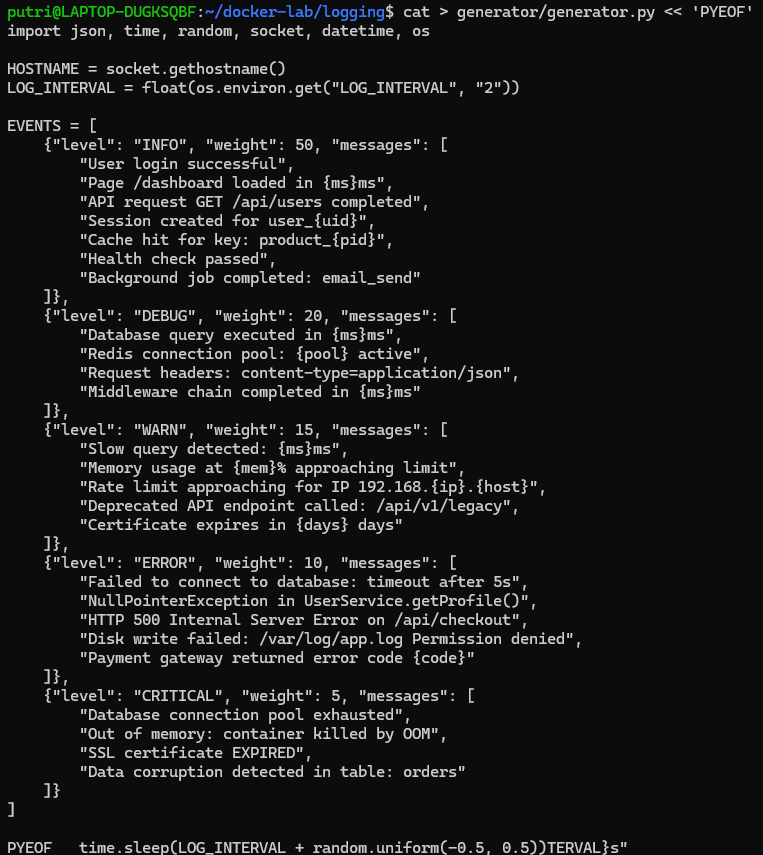 putri@LAPTOP-DUGKSQBF:~/docker-lab/logging$ cat > generator/generator.py << 'PYEOF'
import json, time, random, socket, datetime, os

HOSTNAME = socket.gethostname()
LOG_INTERVAL = float(os.environ.get("LOG_INTERVAL", "2"))

EVENTS = [
    {"level": "INFO", "weight": 50, "messages": [
        "User login successful",
        "Page /dashboard loaded in {ms}ms",
        "API request GET /api/users completed",
        "Session created for user_{uid}",
        "Cache hit for key: product_{pid}",
        "Health check passed",
        "Background job completed: email_send"
    ]},
    {"level": "DEBUG", "weight": 20, "messages": [
        "Database query executed in {ms}ms",
        "Redis connection pool: {pool} active",
        "Request headers: content-type=application/json",
        "Middleware chain completed in {ms}ms"
    ]},
    {"level": "WARN", "weight": 15, "messages": [
        "Slow query detected: {ms}ms",
        "Memory usage at {mem}% approaching limit",
        "Rate limit approaching for IP 192.168.{ip}.{host}",
        "Deprecated API endpoint called: /api/v1/legacy",
        "Certificate expires in {days} days"
    ]},
    {"level": "ERROR", "weight": 10, "messages": [
        "Failed to connect to database: timeout after 5s",
        "NullPointerException in UserService.getProfile()",
        "HTTP 500 Internal Server Error on /api/checkout",
        "Disk write failed: /var/log/app.log Permission denied",
        "Payment gateway returned error code {code}"
    ]},
    {"level": "CRITICAL", "weight": 5, "messages": [
        "Database connection pool exhausted",
        "Out of memory: container killed by OOM",
        "SSL certificate EXPIRED",
        "Data corruption detected in table: orders"
    ]}
]

PYEOF   time.sleep(LOG_INTERVAL + random.uniform(-0.5, 0.5))TERVAL}s"